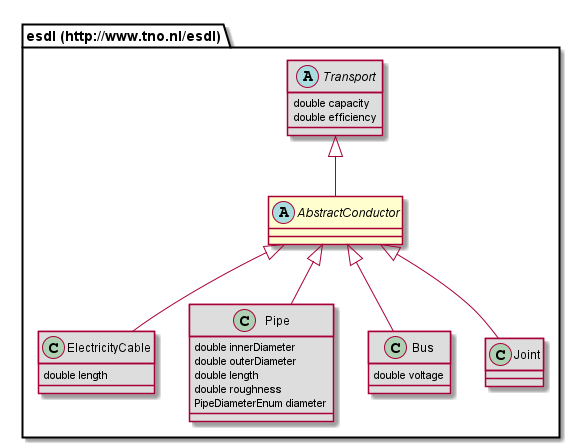 esdl (http://www.tno.nl/esdl)
A Transport
double capacity
double efficiency
A AbstractConductor
C ElectricityCable
double length
C Pipe
double innerDiameter
double outerDiameter
double length
double roughness
PipeDiameterEnum diameter
C Bus
double voltage
C Joint